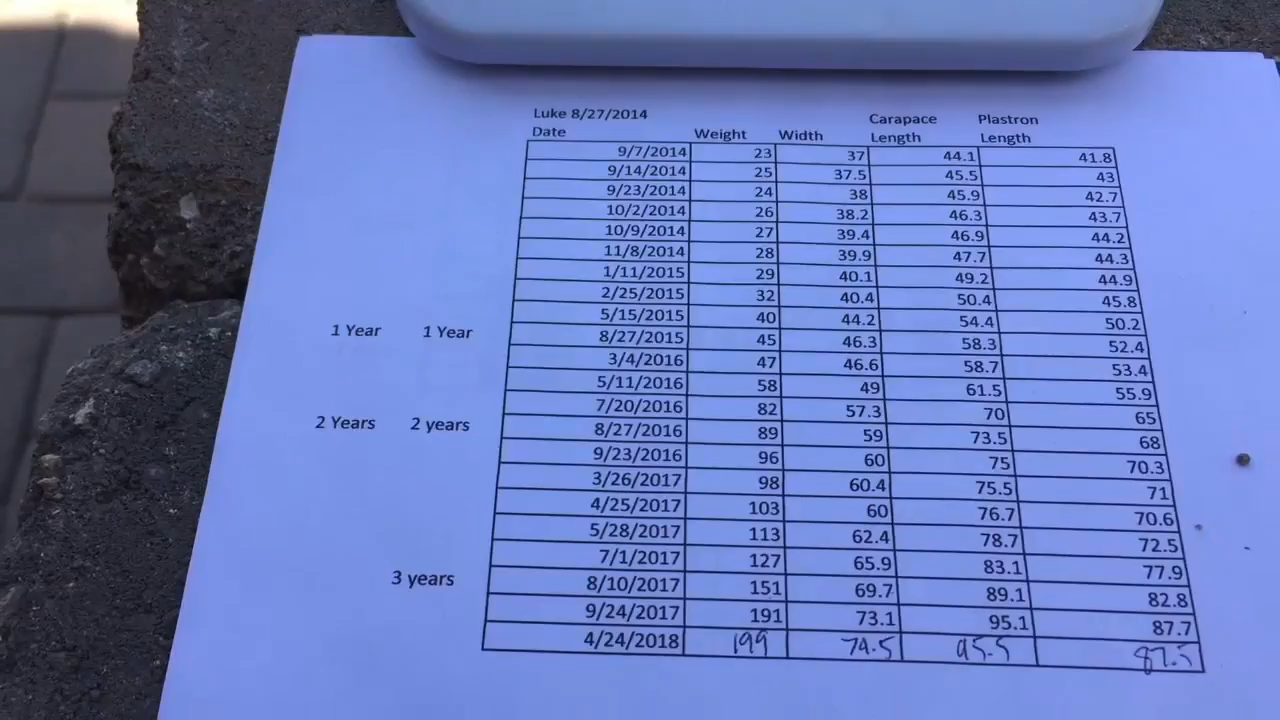 Luke 8/27/2014
Date Weight Width Carapace Length Plastron Length
9/7/2014 23 37 44.1 41.8
9/14/2014 25 37.5 45.5 43
9/23/2014 24 38 45.9 42.7
10/2/2014 26 38.2 46.3 43.7
10/9/2014 27 39.4 46.9 44.2
11/8/2014 28 39.9 47.7 44.3
1/11/2015 29 40.1 49.2 44.9
2/25/2015 32 40.4 50.4 45.8
5/15/2015 40 44.2 54.4 50.2
1 Year 1 Year 8/27/2015 45 46.3 58.3 52.4
3/4/2016 47 46.6 58.7 53.4
5/11/2016 58 49 61.5 55.9
7/20/2016 82 57.3 70 65
2 Years 2 years 8/27/2016 89 59 73.5 68
9/23/2016 96 60 75 70.3
3/26/2017 98 60.4 75.5 71
4/25/2017 103 60 76.7 70.6
5/28/2017 113 62.4 78.7 72.5
7/1/2017 127 65.9 83.1 77.9
3 years 8/10/2017 151 69.7 89.1 82.8
9/24/2017 191 73.1 95.1 87.7
4/24/2018 199 74.5 95.5 87.5